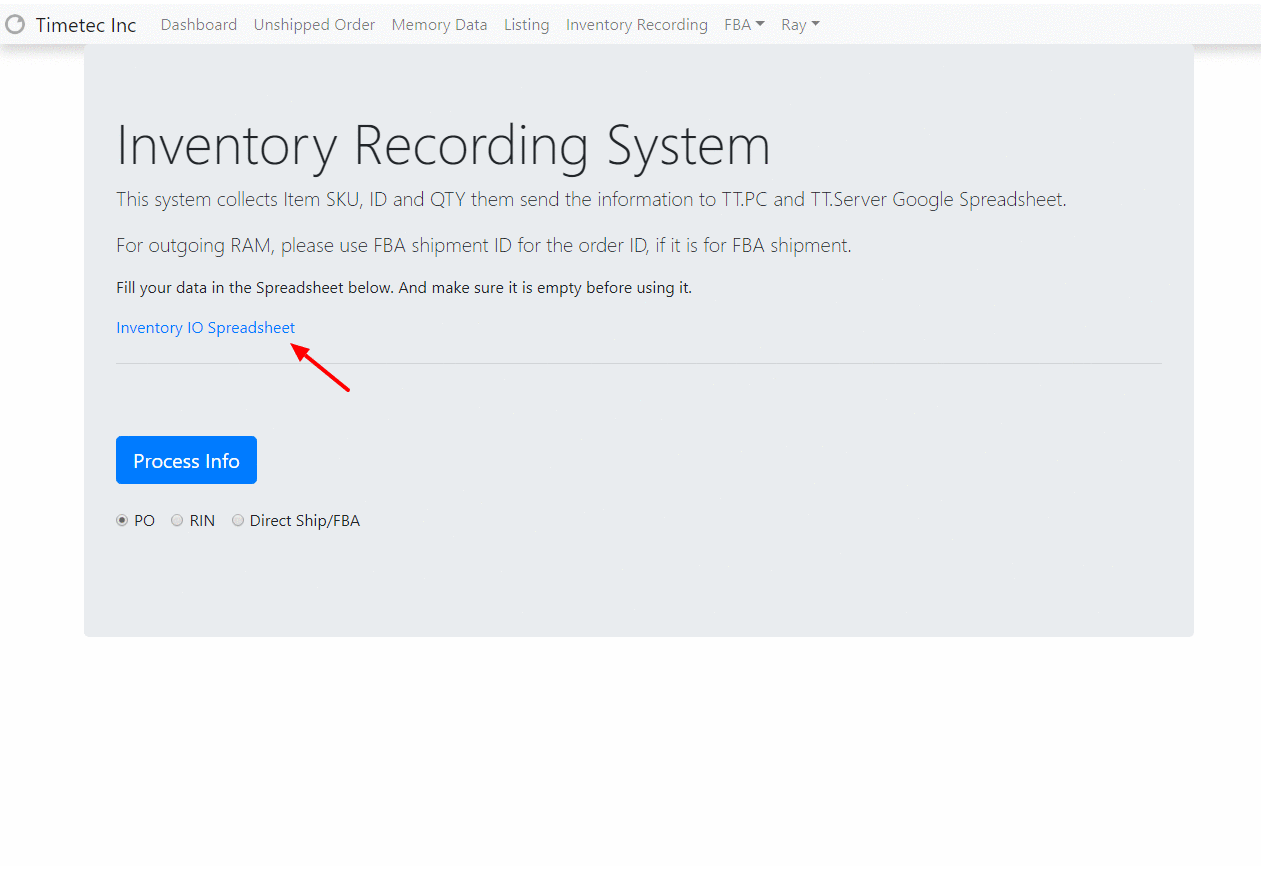 Timetec Inc Dashboard Unshipped Order Memory Data Listing Inventory Recording FBA Ray
Inventory Recording System
This system collects Item SKU, ID and QTY them send the information to TT.PC and TT.Server Google Spreadsheet.
For outgoing RAM, please use FBA shipment ID for the order ID, if it is for FBA shipment.
Fill your data in the Spreadsheet below. And make sure it is empty before using it.
Inventory IO Spreadsheet
Process Info
PO RIN Direct Ship/FBA